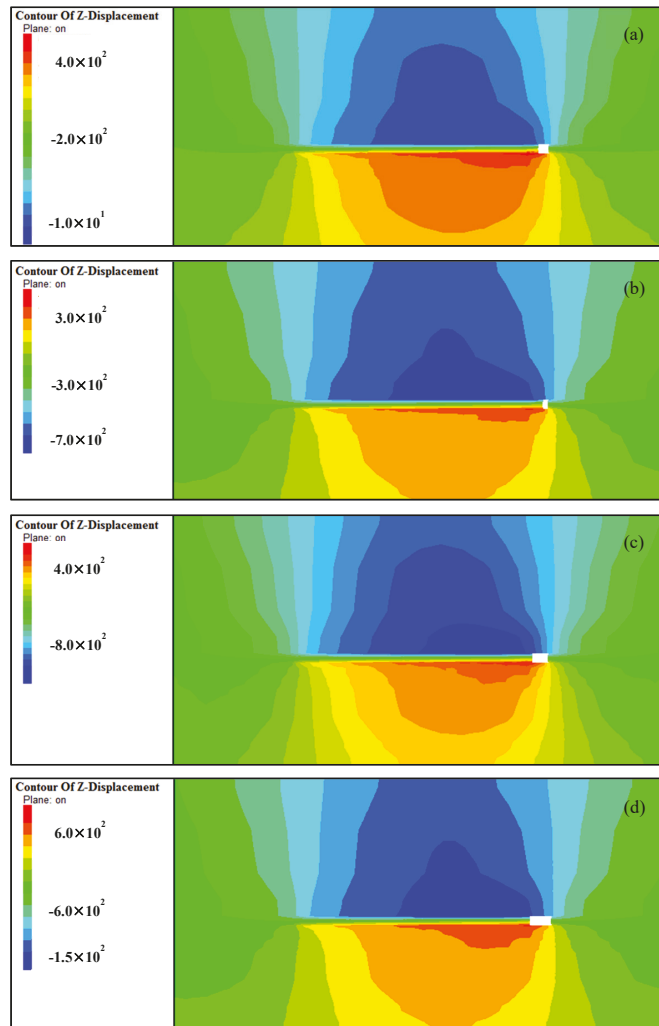 Contour Of Z-Displacement
Plane: on
4.0×10²
-2.0×10²
-1.0×10¹
(a)
Contour Of Z-Displacement
Plane: on
3.0×10²
-3.0×10²
-7.0×10²
(b)
Contour Of Z-Displacement
Plane: on
4.0×10²
-8.0×10²
(c)
Contour Of Z-Displacement
Plane: on
6.0×10²
-6.0×10²
-1.5×10²
(d)